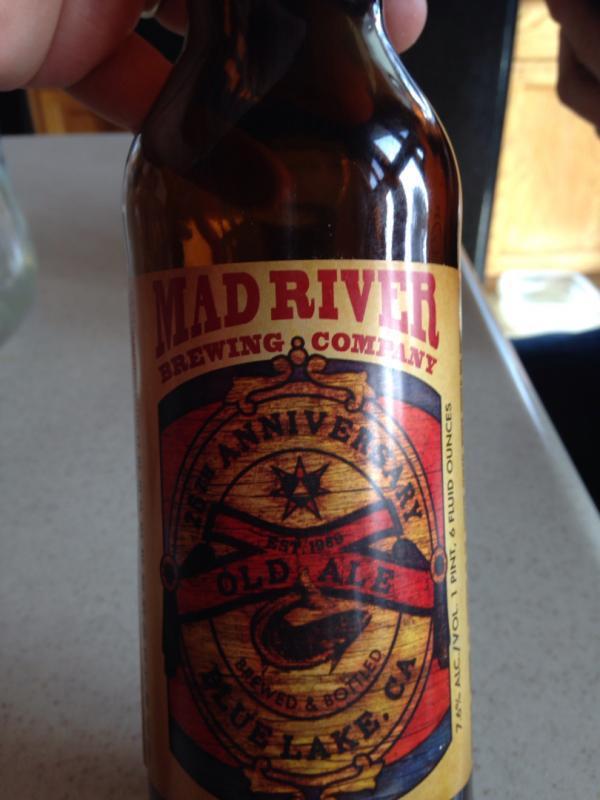 MAD RIVER
BREWING COMPANY
25TH ANNIVERSARY
EST. 1989
OLD ALE
BREWED & BOTTLED
BLUE LAKE, CA
7.6% ALC./VOL. 1 PINT, 6 FLUID OUNCES